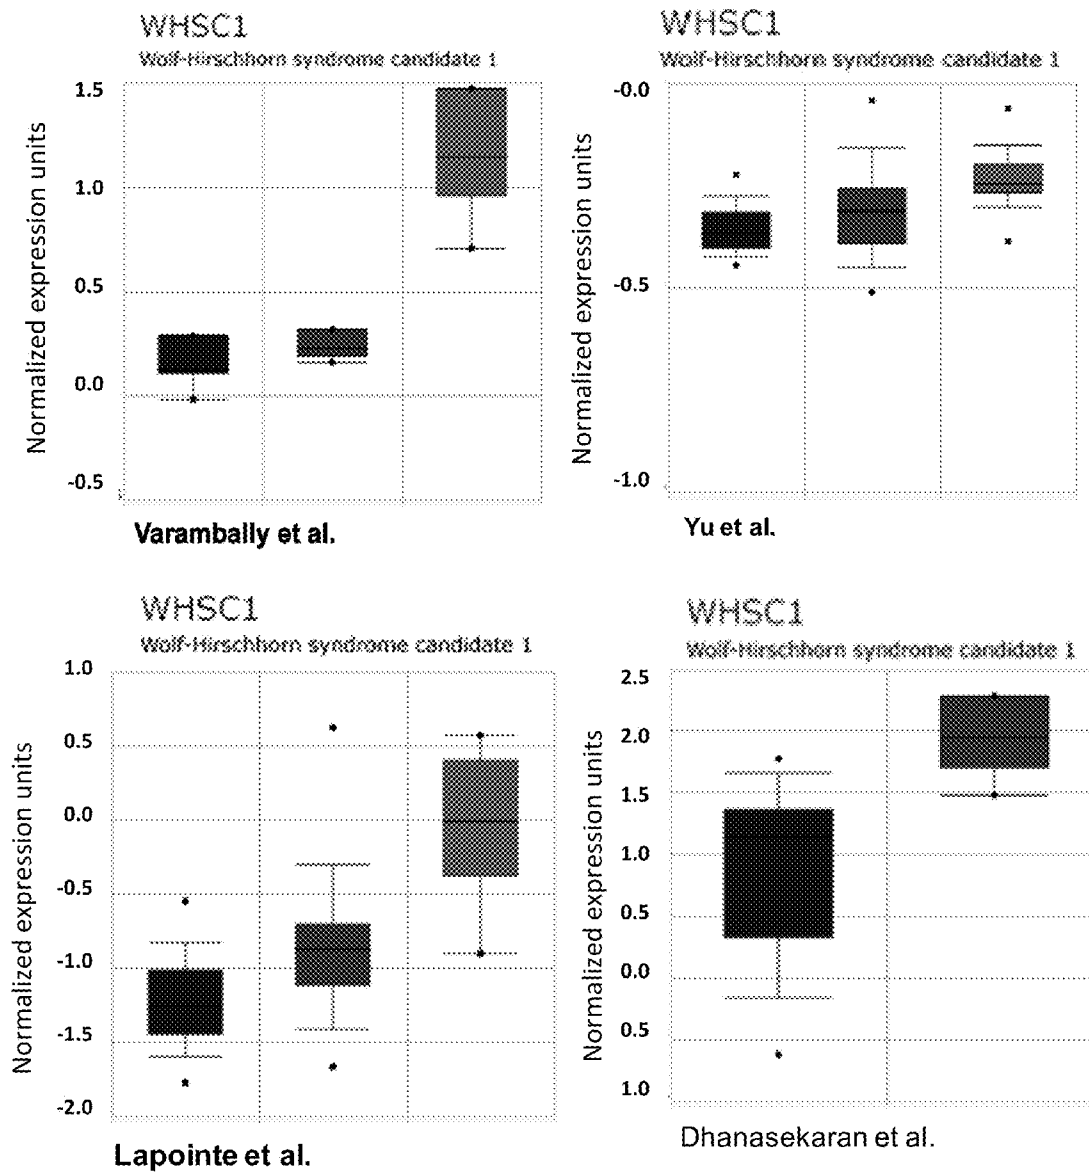 WHSC1
Wolf-Hirschhorn syndrome candidate 1
Normalized expression units
1.5
1.0
0.5
0.0
-0.5
Varambally et al.
WHSC1
Wolf-Hirschhorn syndrome candidate 1
Normalized expression units
-0.0
-0.5
-1.0
Yu et al.
WHSC1
Wolf-Hirschhorn syndrome candidate 1
Normalized expression units
1.0
0.5
0.0
-0.5
-1.0
-1.5
-2.0
Lapointe et al.
WHSC1
Wolf-Hirschhorn syndrome candidate 1
Normalized expression units
2.5
2.0
1.5
1.0
0.5
0.0
0.5
1.0
Dhanasekaran et al.